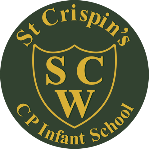 St Crispin's
S C
W
CP Infant School